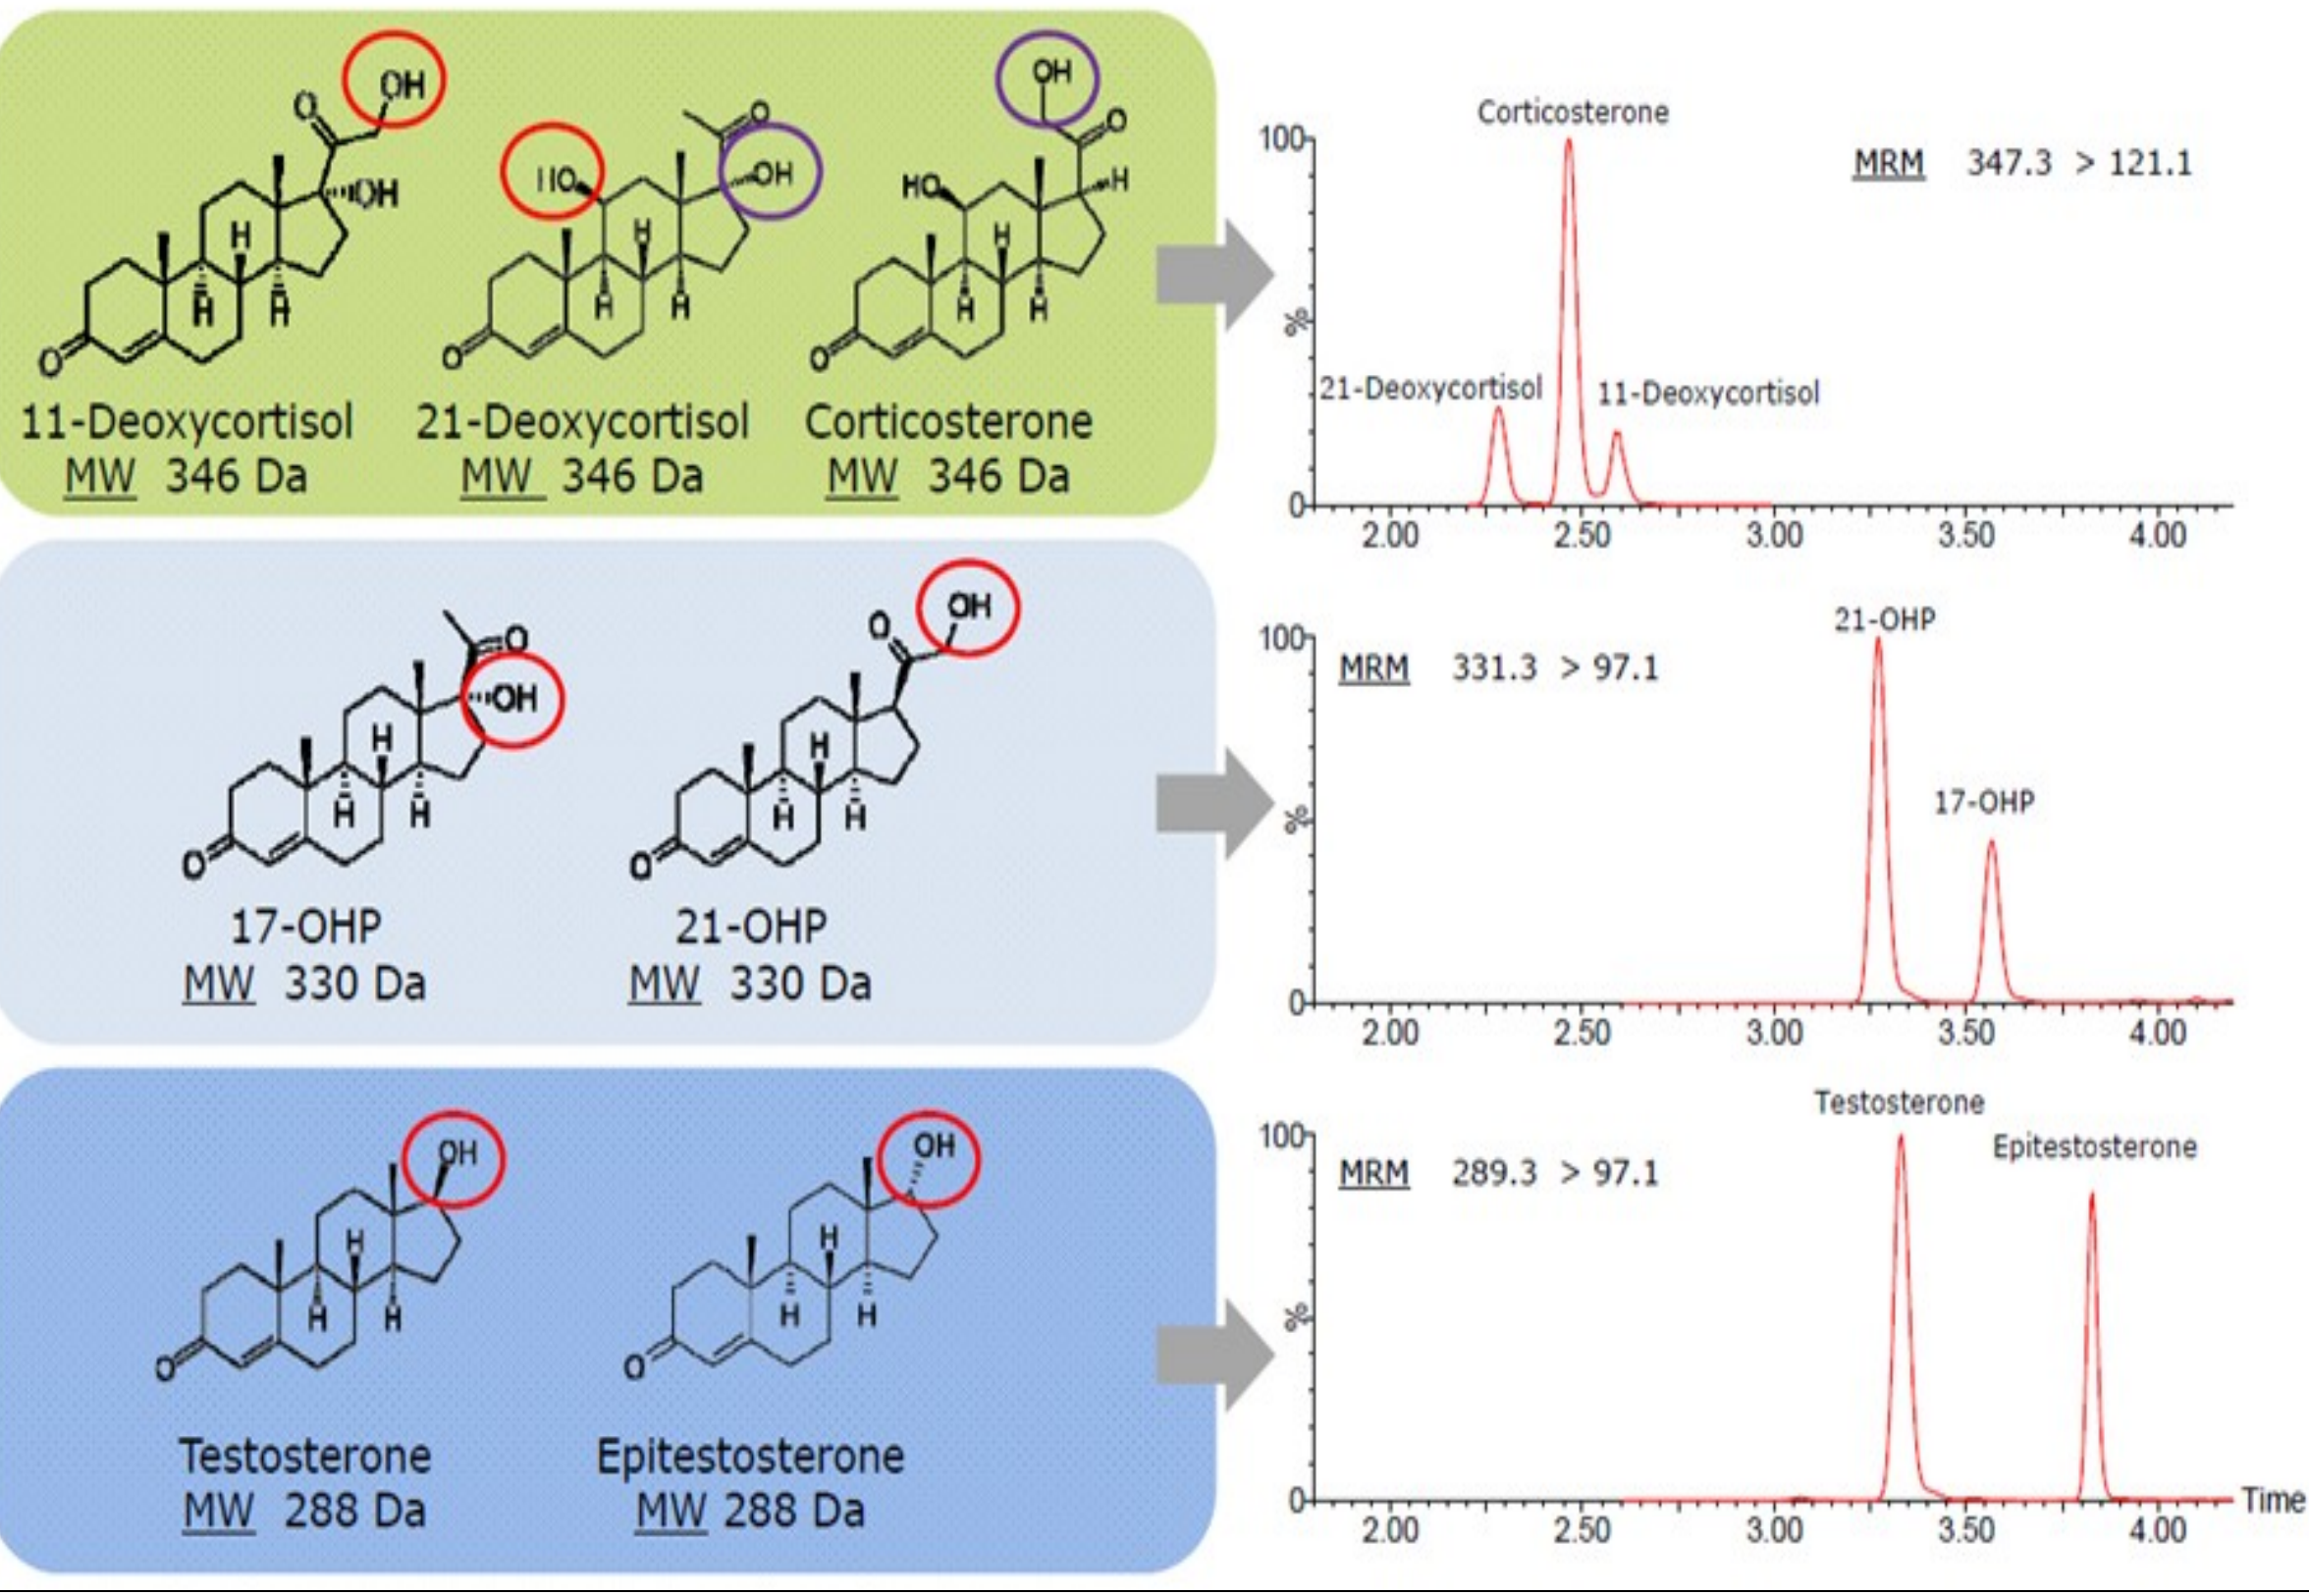 OH
O
OH
H
H
H
O
11-Deoxycortisol
MW 346 Da
O
HO
OH
H
H
H
O
21-Deoxycortisol
MW 346 Da
OH
O
HO
H
H
H
H
O
Corticosterone
MW 346 Da
Corticosterone
MRM 347.3 > 121.1
21-Deoxycortisol
11-Deoxycortisol
100
%
0
2.00 2.50 3.00 3.50 4.00
O
OH
H
H
H
O
17-OHP
MW 330 Da
OH
O
H
H
H
O
21-OHP
MW 330 Da
21-OHP
MRM 331.3 > 97.1
17-OHP
100
%
0
2.00 2.50 3.00 3.50 4.00
OH
H
H
H
O
Testosterone
MW 288 Da
OH
H
H
H
O
Epitestosterone
MW 288 Da
Testosterone
Epitestosterone
MRM 289.3 > 97.1
100
%
0
Time
2.00 2.50 3.00 3.50 4.00